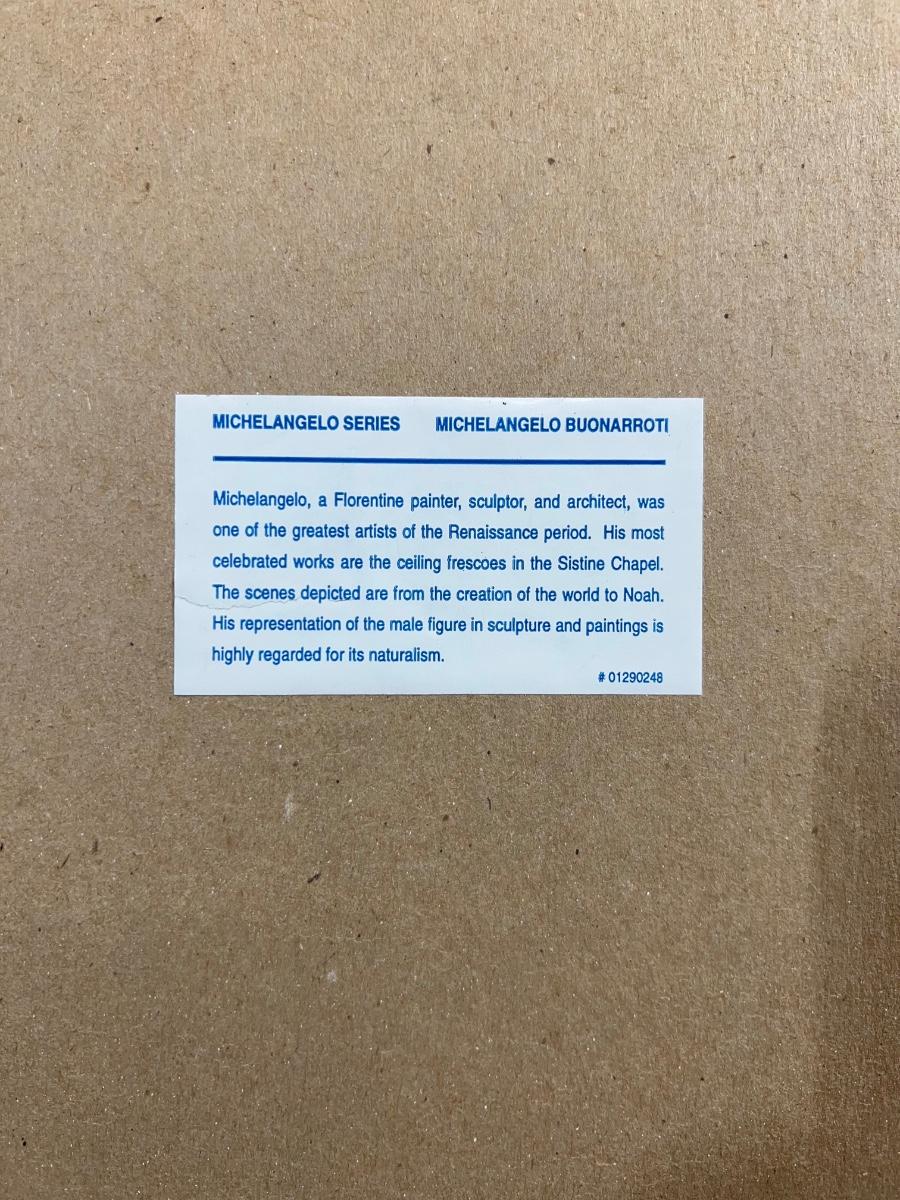 MICHELANGELO SERIES MICHELANGELO BUONARROTI
Michelangelo, a Florentine painter, sculptor, and architect, was
one of the greatest artists of the Renaissance period. His most
celebrated works are the ceiling frescoes in the Sistine Chapel.
The scenes depicted are from the creation of the world to Noah.
His representation of the male figure in sculpture and paintings is
highly regarded for its naturalism.
# 01290248